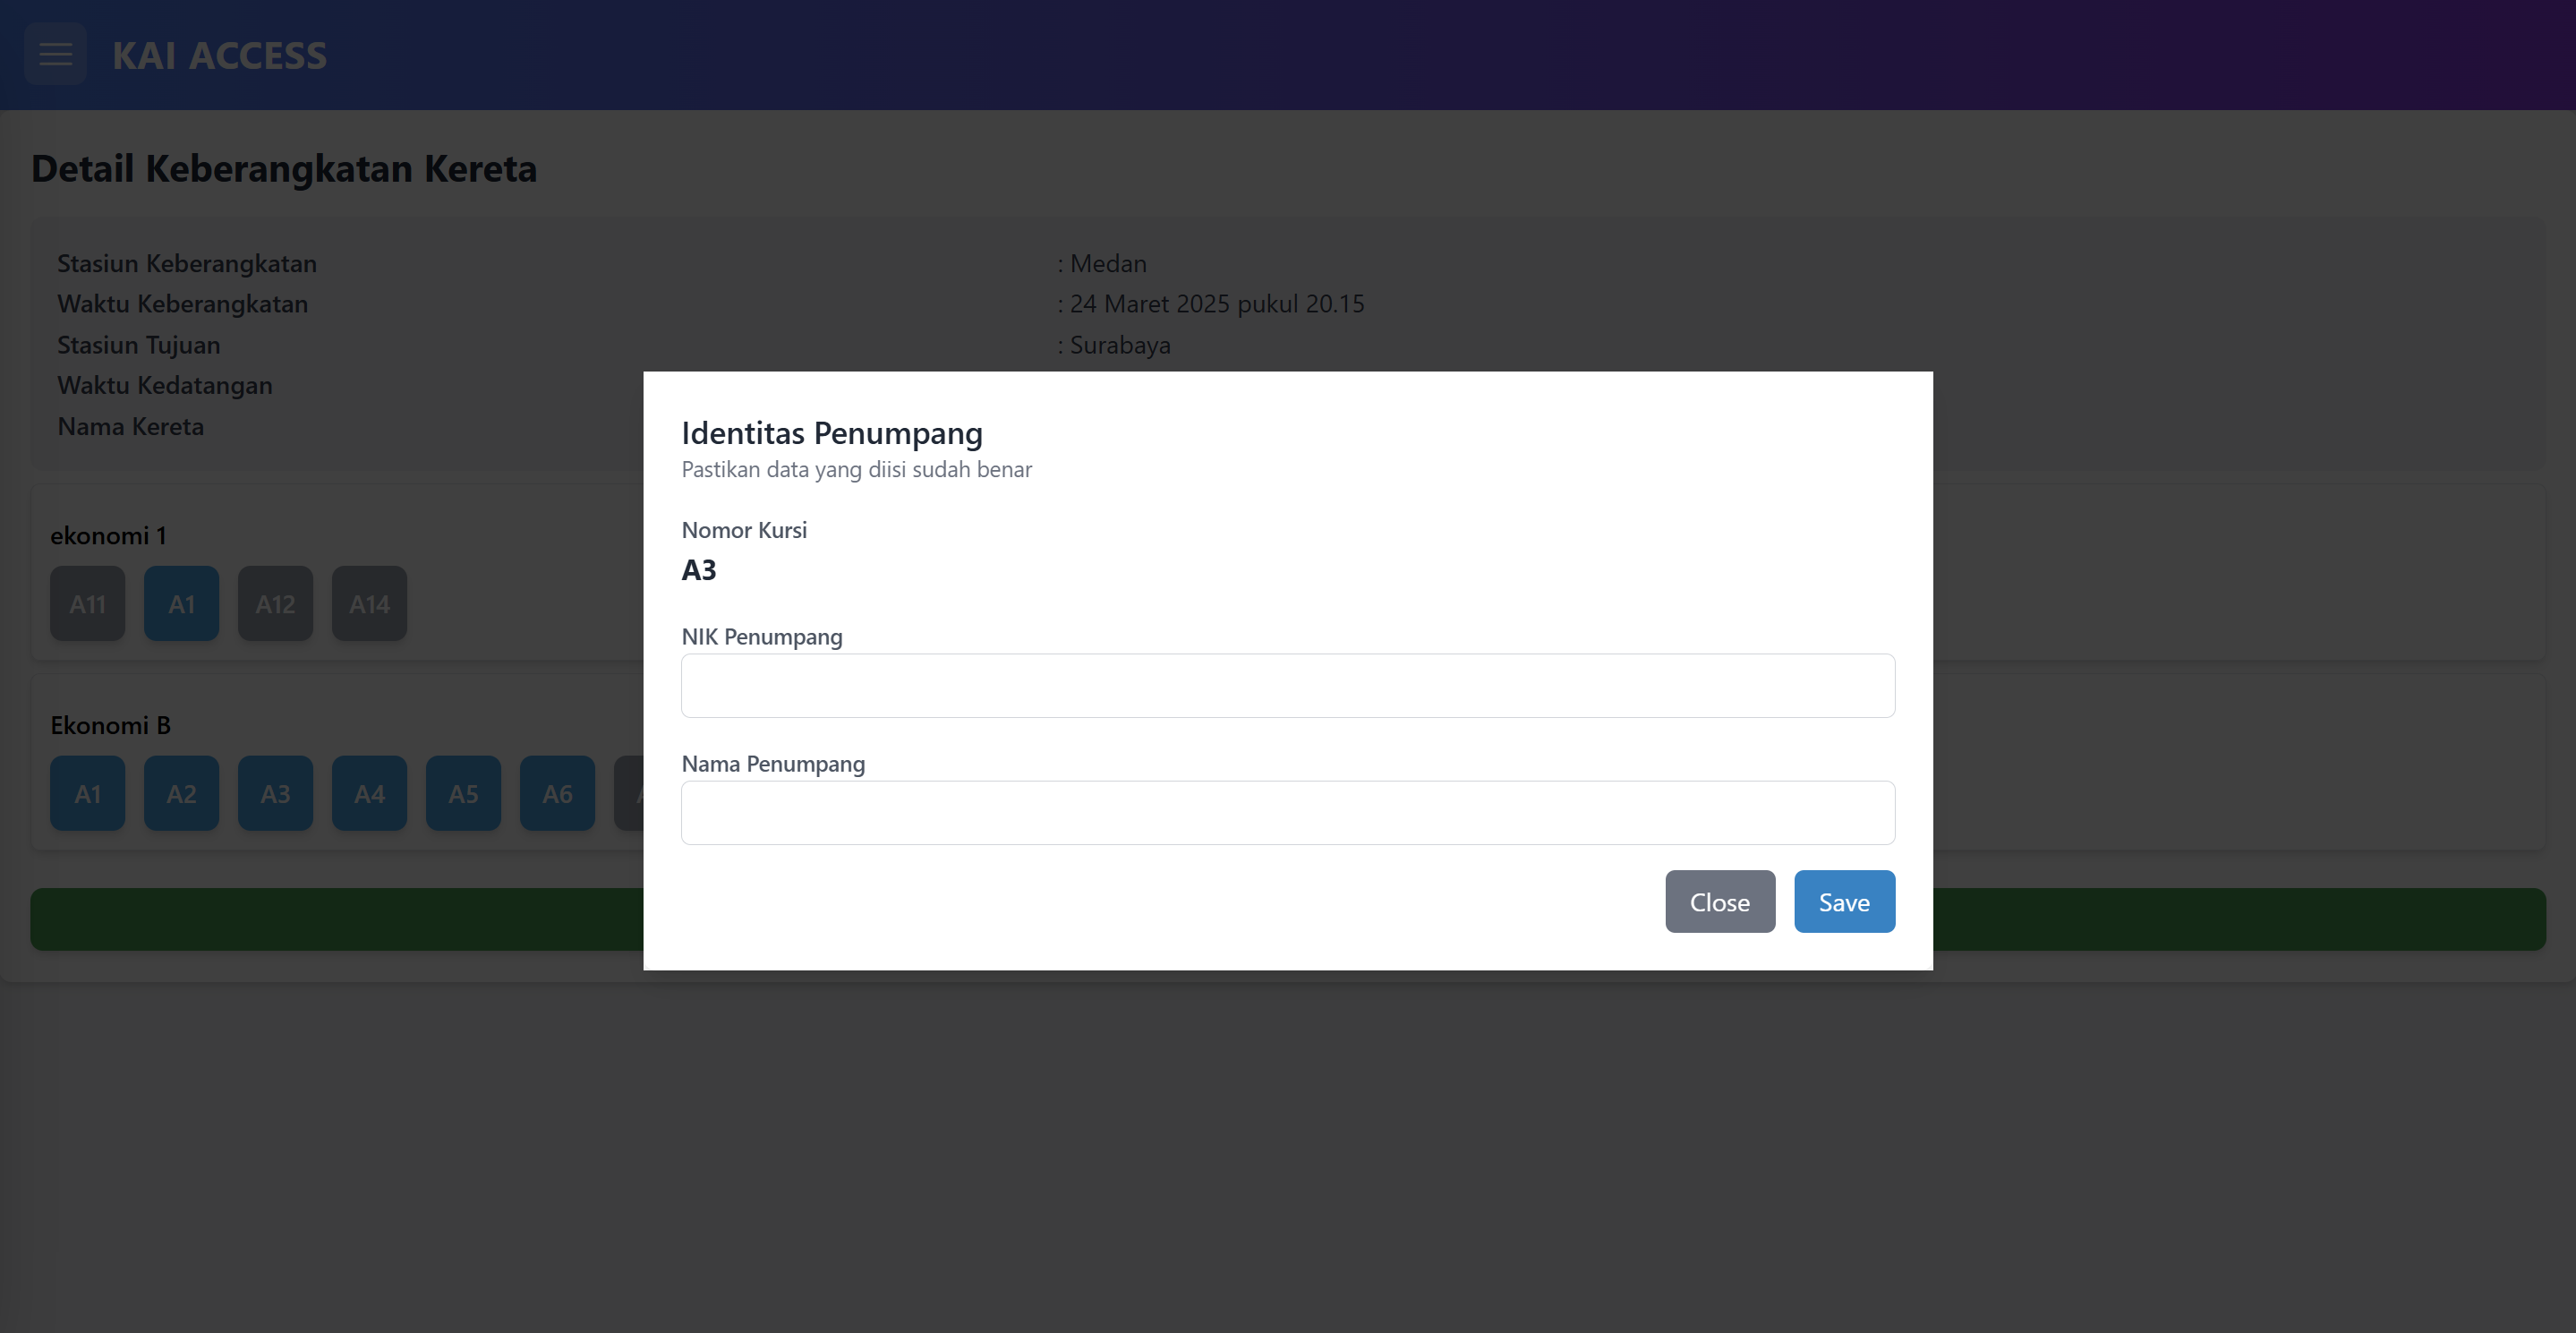 KAI ACCESS
Detail Keberangkatan Kereta
Stasiun Keberangkatan : Medan
Waktu Keberangkatan : 24 Maret 2025 pukul 20.15
Stasiun Tujuan : Surabaya
Waktu Kedatangan
Nama Kereta
Identitas Penumpang
Pastikan data yang diisi sudah benar
Nomor Kursi
A3
NIK Penumpang
Nama Penumpang
Close Save
ekonomi 1
A11 A1 A12 A14
Ekonomi B
A1 A2 A3 A4 A5 A6